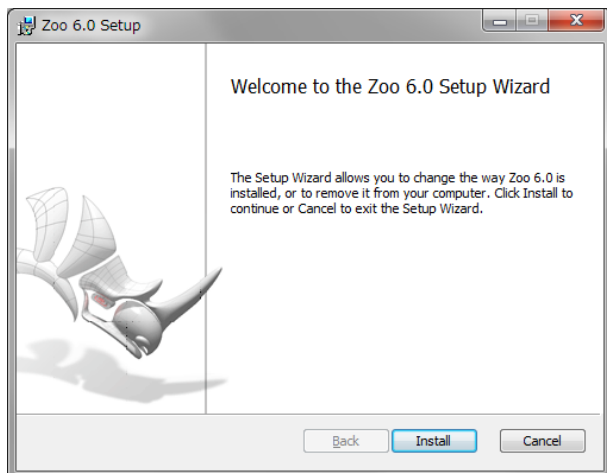 Zoo 6.0 Setup
Welcome to the Zoo 6.0 Setup Wizard
The Setup Wizard allows you to change the way Zoo 6.0 is
installed, or to remove it from your computer. Click Install to
continue or Cancel to exit the Setup Wizard.
Back Install Cancel